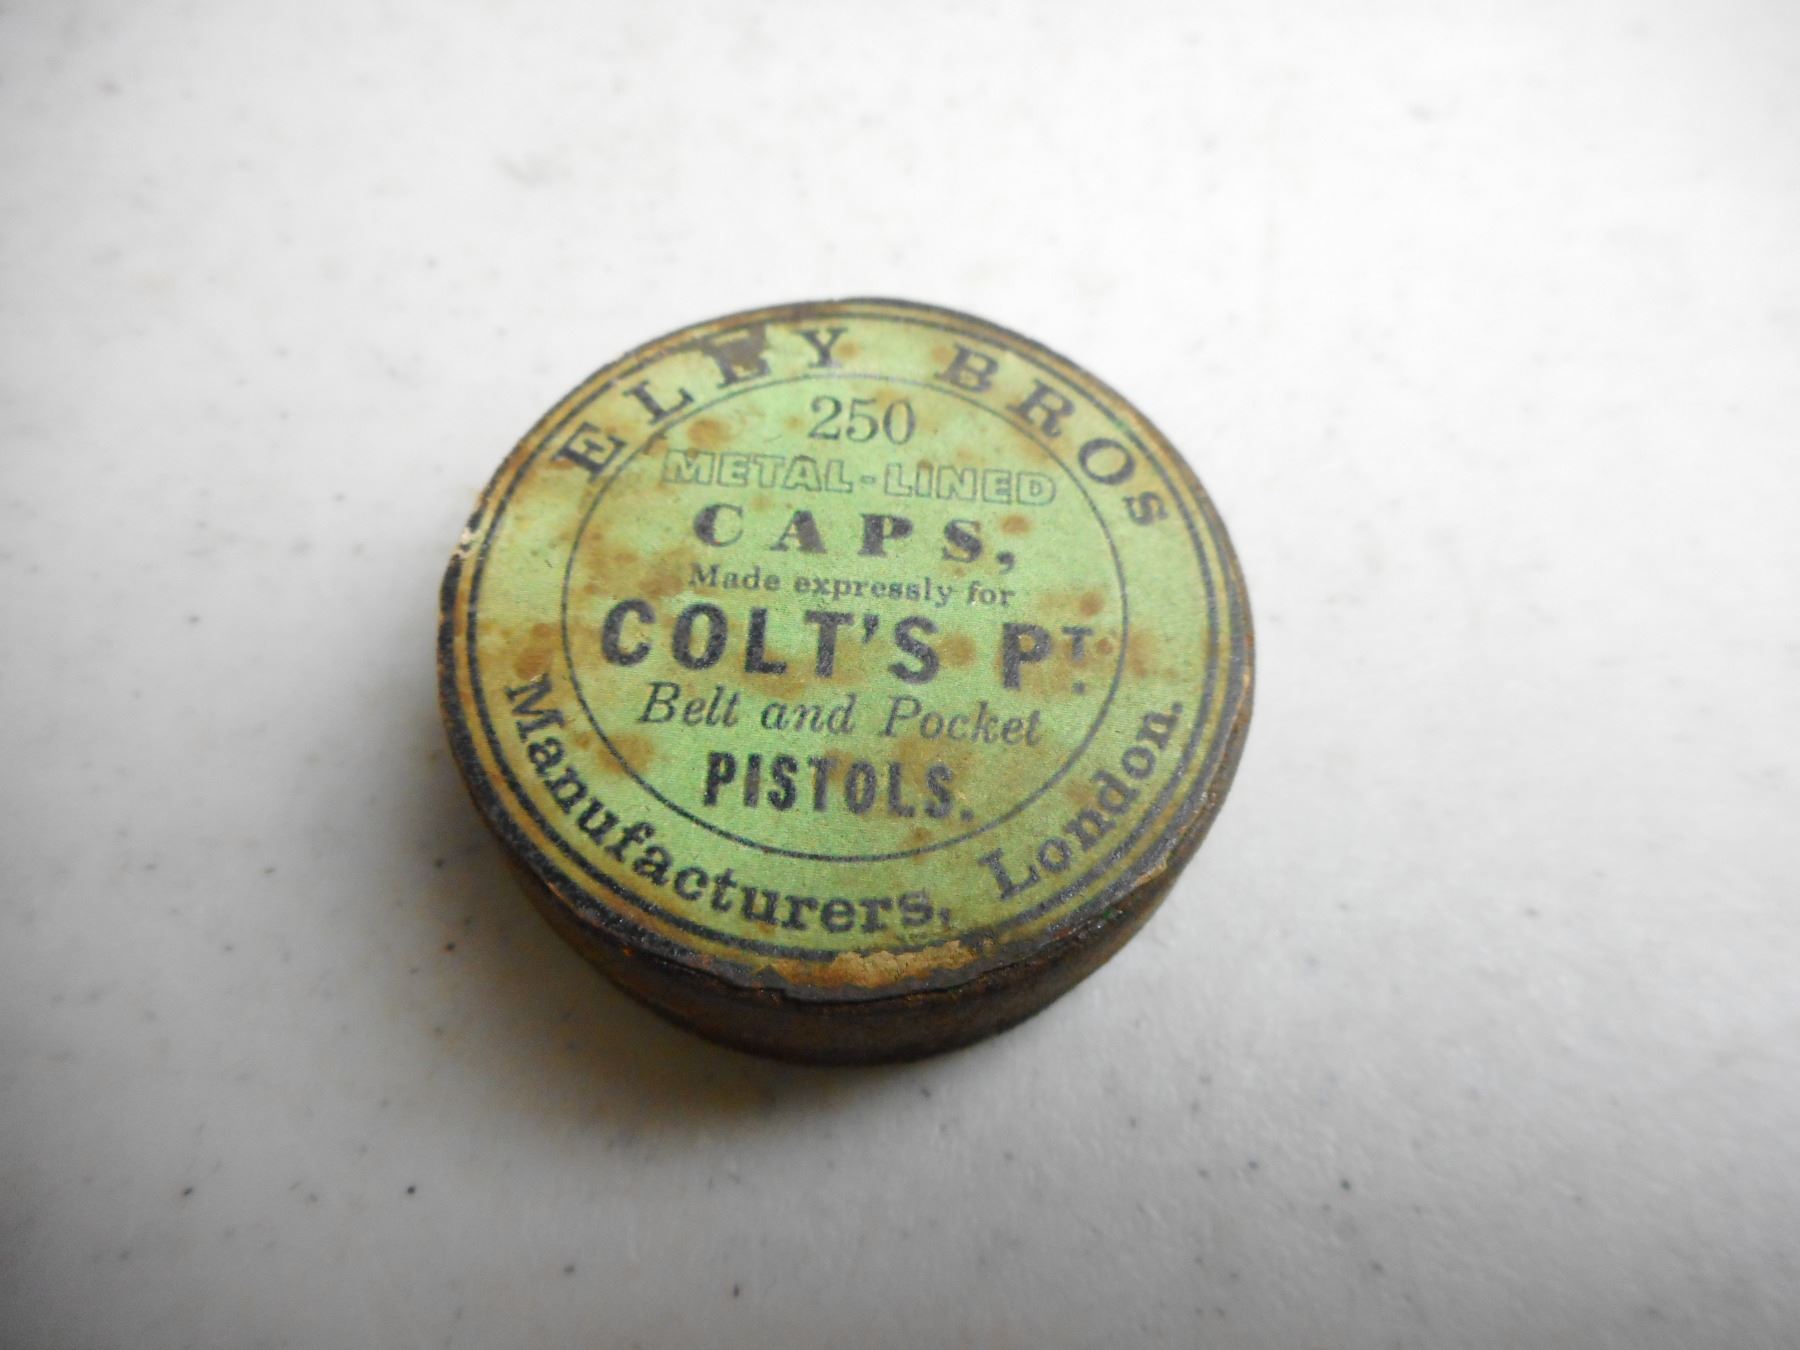 ELEY BROS
250
METAL-LINED
CAPS,
Made expressly for
COLT'S PT.
Belt and Pocket
PISTOLS.
Manufacturers, London.